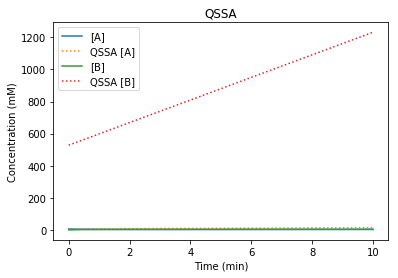 QSSA
[A]
QSSA [A]
[B]
QSSA [B]
Concentration (mM)
1200
1000
800
600
400
200
0
0 2 4 6 8 10
Time (min)